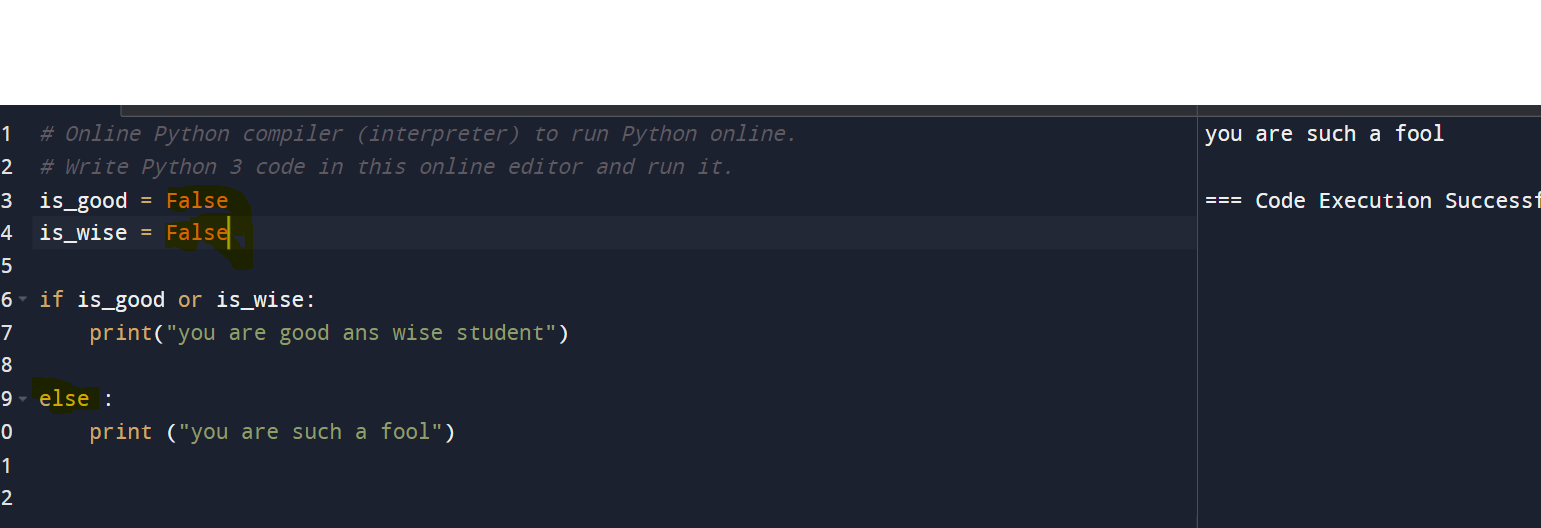 1 # Online Python compiler (interpreter) to run Python online.
2 # Write Python 3 code in this online editor and run it.
3 is_good = False
4 is_wise = False
5
6 if is_good or is_wise:
7     print("you are good ans wise student")
8
9 else :
0     print ("you are such a fool")
1
2
you are such a fool
=== Code Execution Successf